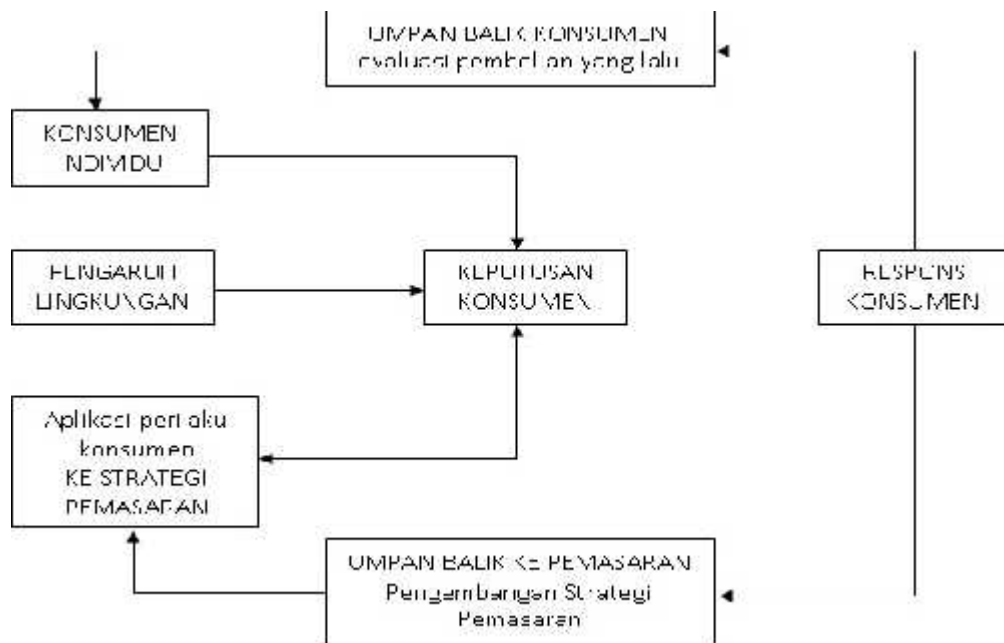 UMPAN BALIK KONSUMEN
evaluasi pembelian yang lalu
KONSUMEN
INDIVIDU
PENGARUH
LINGKUNGAN
KEPUTUSAN
KONSUMEN
RESPONS
KONSUMEN
Aplikasi perilaku
konsumen
KE STRATEGI
PEMASARAN
UMPAN BALIK KE PEMASARAN
Pengembangan Strategi
Pemasaran